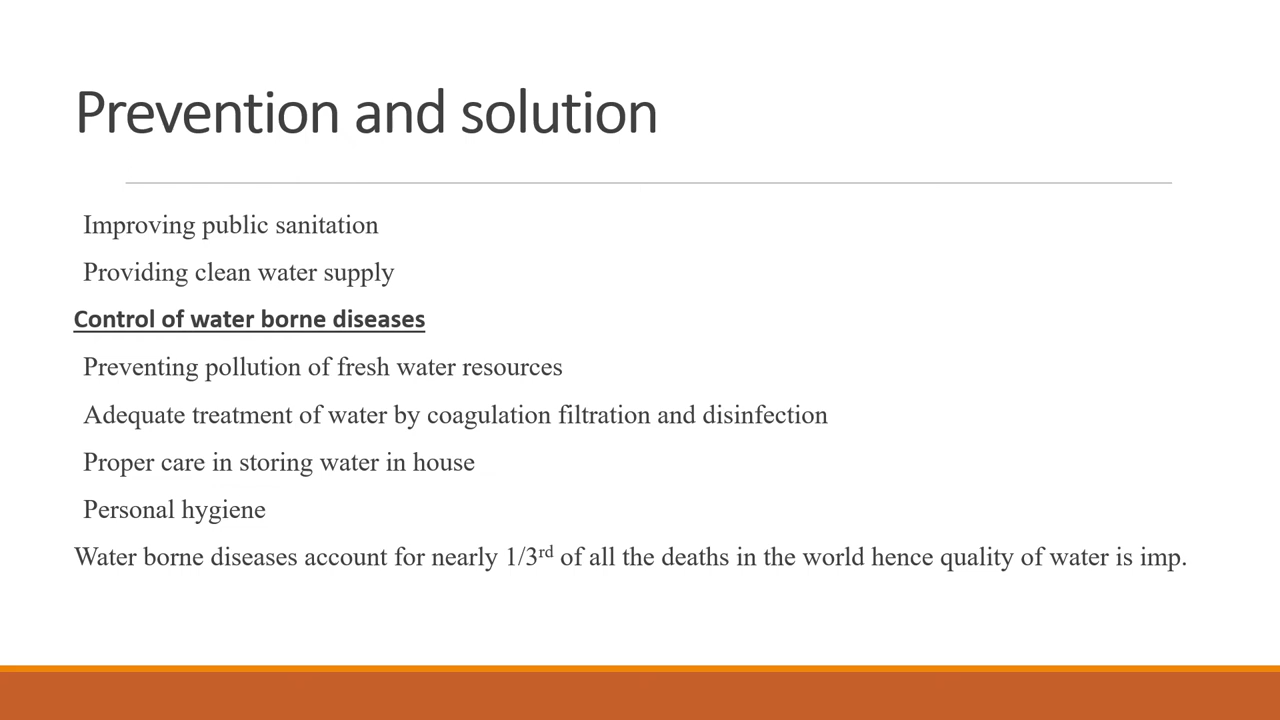 Prevention and solution
Improving public sanitation
Providing clean water supply
Control of water borne diseases
Preventing pollution of fresh water resources
Adequate treatment of water by coagulation filtration and disinfection
Proper care in storing water in house
Personal hygiene
Water borne diseases account for nearly 1/3rd of all the deaths in the world hence quality of water is imp.